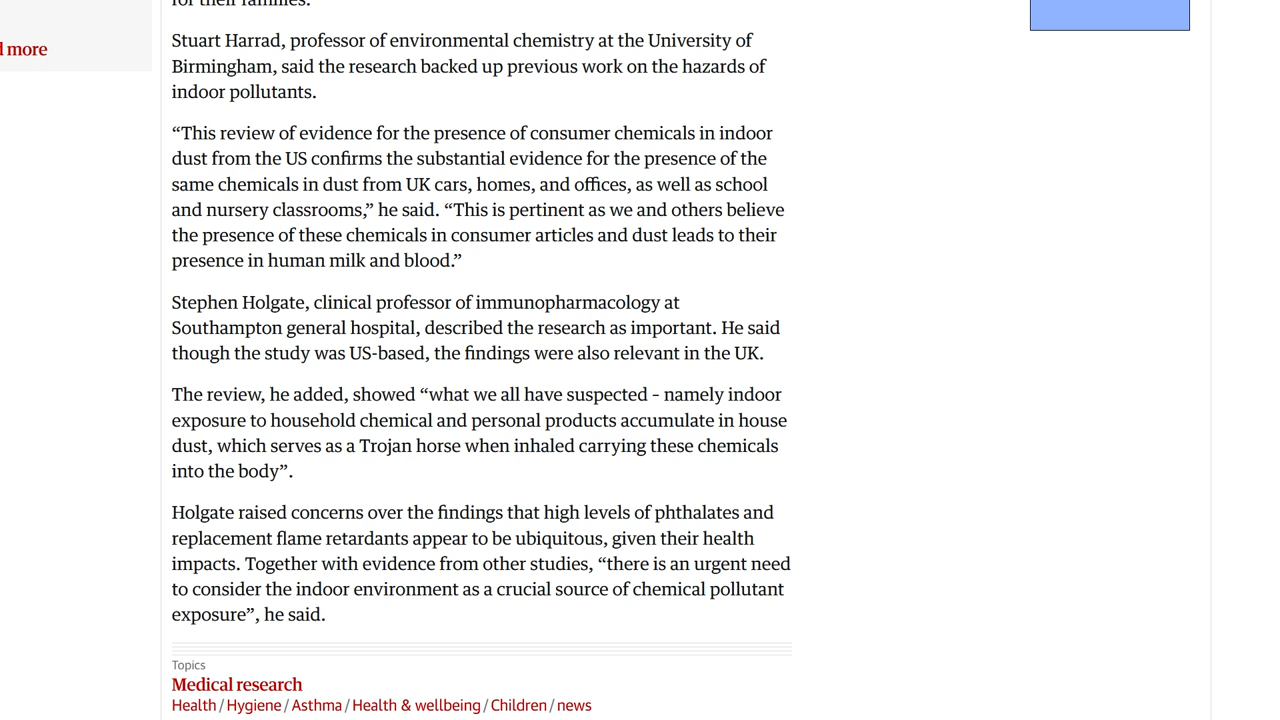 for their families.
Stuart Harrad, professor of environmental chemistry at the University of
Birmingham, said the research backed up previous work on the hazards of
indoor pollutants.
“This review of evidence for the presence of consumer chemicals in indoor
dust from the US confirms the substantial evidence for the presence of the
same chemicals in dust from UK cars, homes, and offices, as well as school
and nursery classrooms,” he said. “This is pertinent as we and others believe
the presence of these chemicals in consumer articles and dust leads to their
presence in human milk and blood.”
Stephen Holgate, clinical professor of immunopharmacology at
Southampton general hospital, described the research as important. He said
though the study was US-based, the findings were also relevant in the UK.
The review, he added, showed “what we all have suspected – namely indoor
exposure to household chemical and personal products accumulate in house
dust, which serves as a Trojan horse when inhaled carrying these chemicals
into the body”.
Holgate raised concerns over the findings that high levels of phthalates and
replacement flame retardants appear to be ubiquitous, given their health
impacts. Together with evidence from other studies, “there is an urgent need
to consider the indoor environment as a crucial source of chemical pollutant
exposure”, he said.
Topics
Medical research
Health / Hygiene / Asthma / Health & wellbeing / Children / news
more